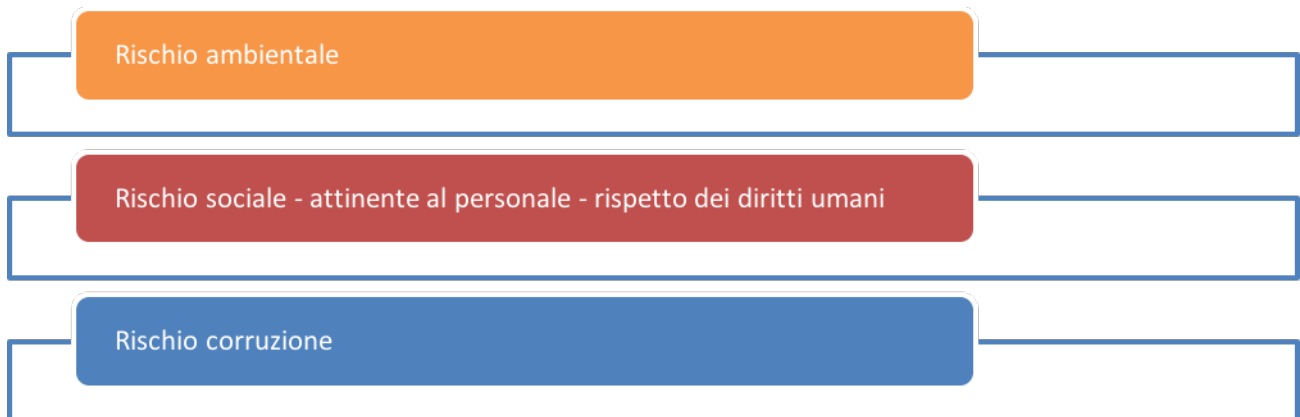 Rischio ambientale
Rischio sociale - attinente al personale - rispetto dei diritti umani
Rischio corruzione